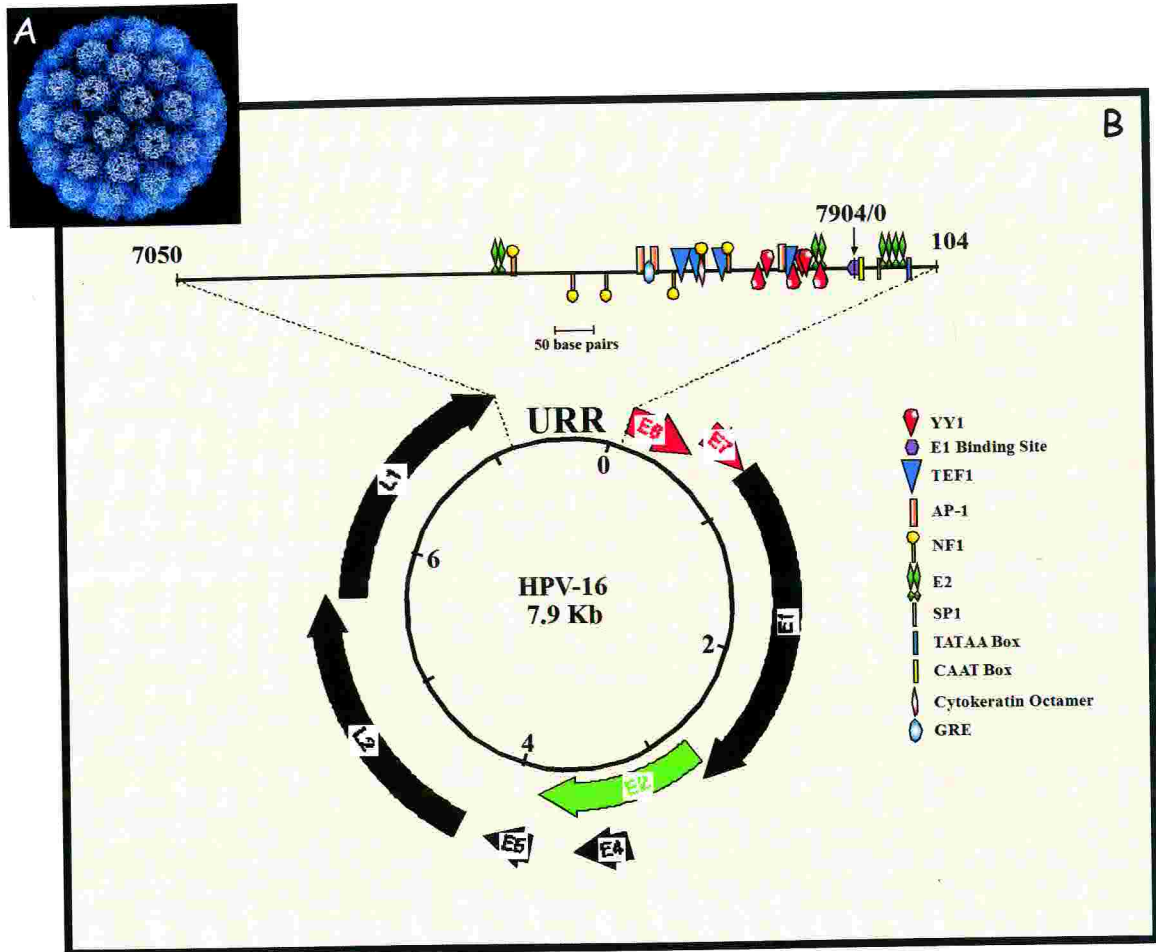 A
B
7904/0
7050
104
50 base pairs
URR
E6
E7
0
L1
6
HPV-16
7.9 Kb
E1
2
L2
4
E2
E5
E4
YY1
E1 Binding Site
TEF1
AP-1
NF1
E2
SP1
TATAA Box
CAAT Box
Cytokeratin Octamer
GRE